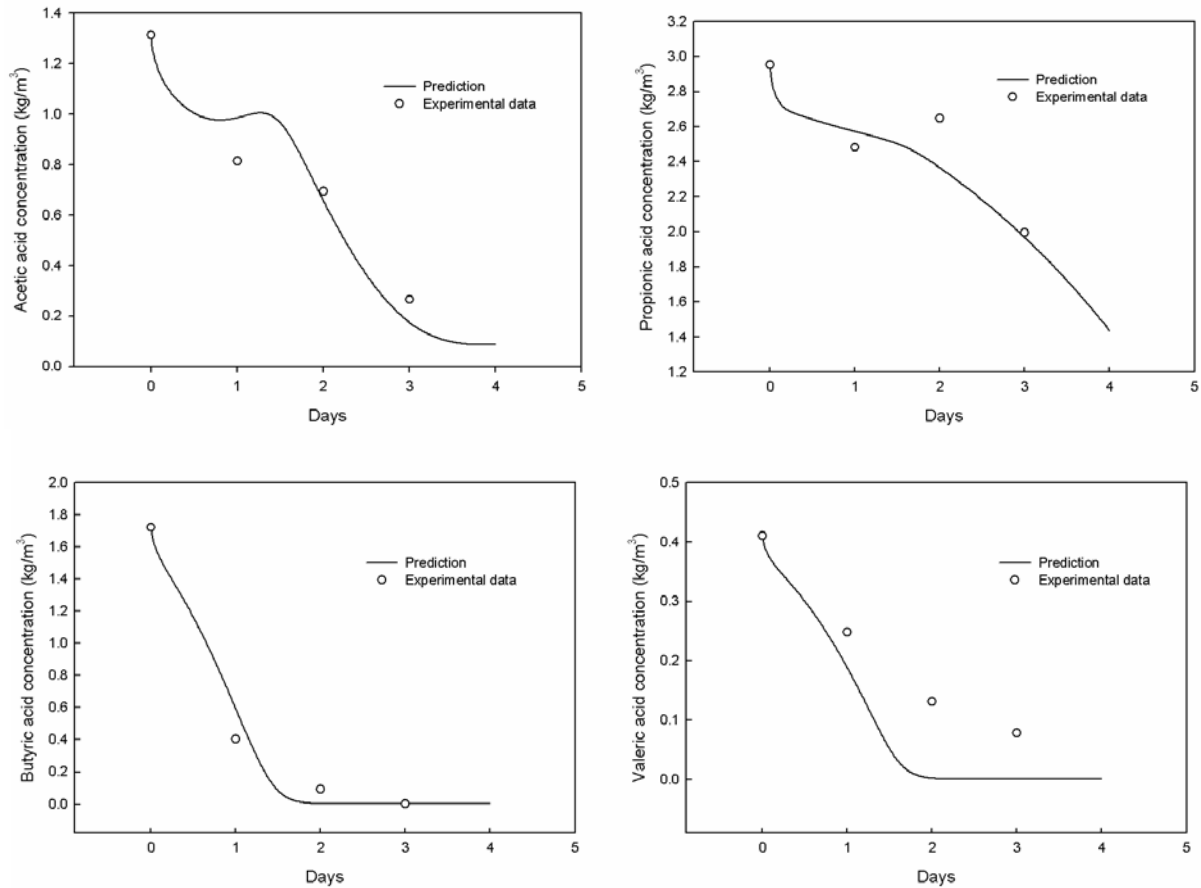 Acetic acid concentration (kg/m³)
1.4
1.2
1.0
0.8
0.6
0.4
0.2
0.0
Prediction
Experimental data
0 1 2 3 4 5
Days
Propionic acid concentration (kg/m³)
3.2
3.0
2.8
2.6
2.4
2.2
2.0
1.8
1.6
1.4
1.2
Prediction
Experimental data
0 1 2 3 4 5
Days
Butyric acid concentration (kg/m³)
2.0
1.8
1.6
1.4
1.2
1.0
0.8
0.6
0.4
0.2
0.0
Prediction
Experimental data
0 1 2 3 4 5
Days
Valeric acid concentration (kg/m³)
0.5
0.4
0.3
0.2
0.1
0.0
Prediction
Experimental data
0 1 2 3 4 5
Days